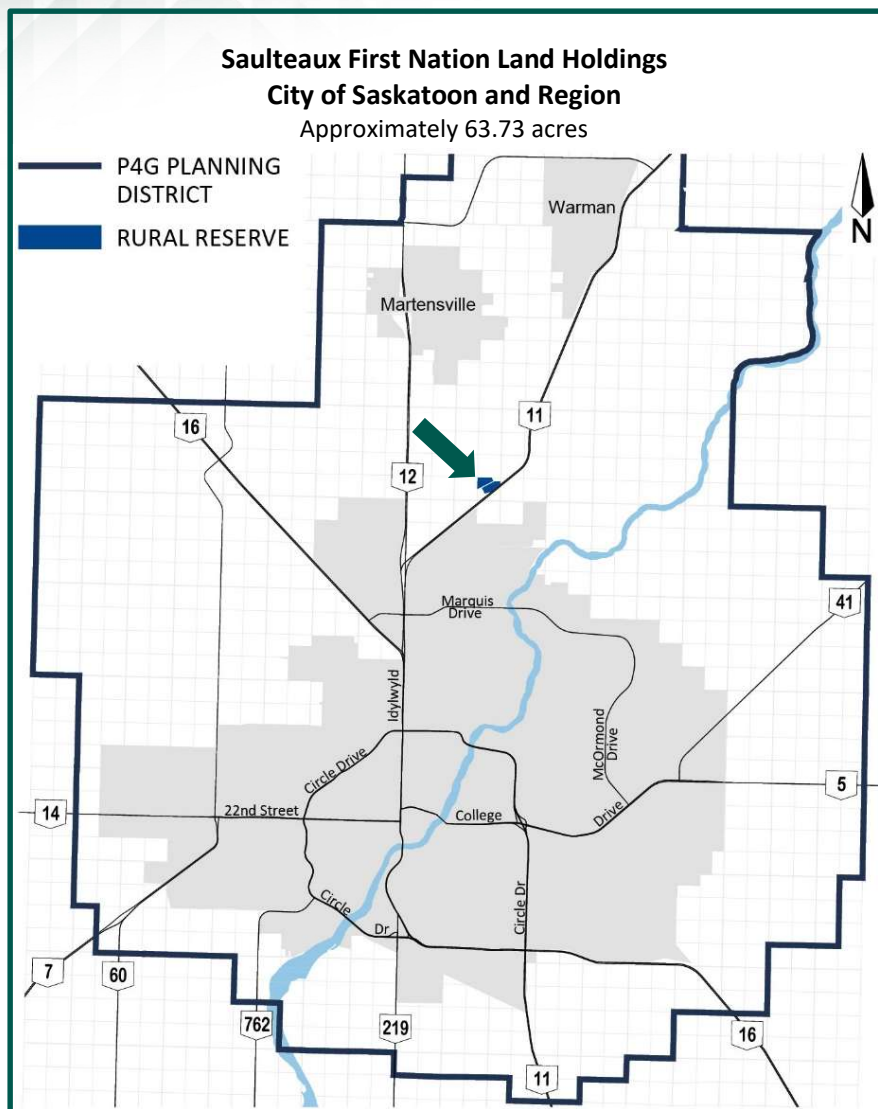 Saulteaux First Nation Land Holdings
City of Saskatoon and Region
Approximately 63.73 acres
P4G PLANNING
DISTRICT
RURAL RESERVE
N
Warman
Martensville
16
11
12
Marquis
Drive
41
Idylwyld
McOrmond
Drive
Circle Drive
5
14
22nd Street
College
Drive
Circle
Dr
Circle Dr
7
60
762
219
16
11